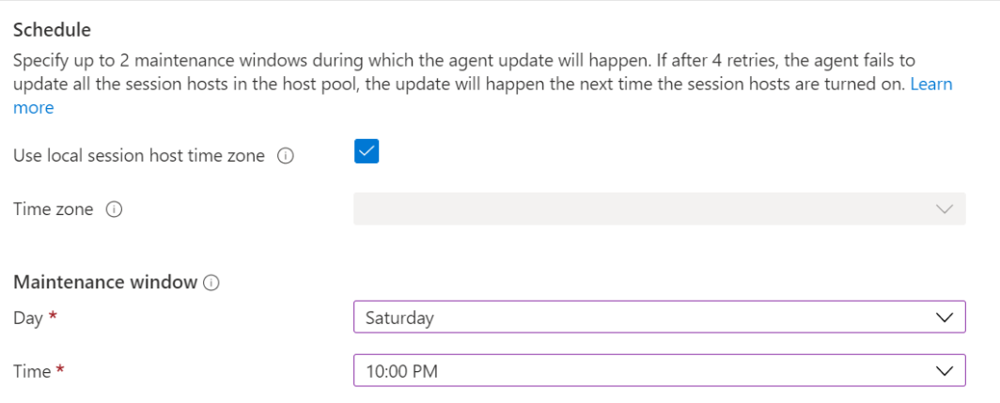 Schedule
Specify up to 2 maintenance windows during which the agent update will happen. If after 4 retries, the agent fails to
update all the session hosts in the host pool, the update will happen the next time the session hosts are turned on. Learn
more
Use local session host time zone
Time zone
Maintenance window
Day * Saturday
Time * 10:00 PM